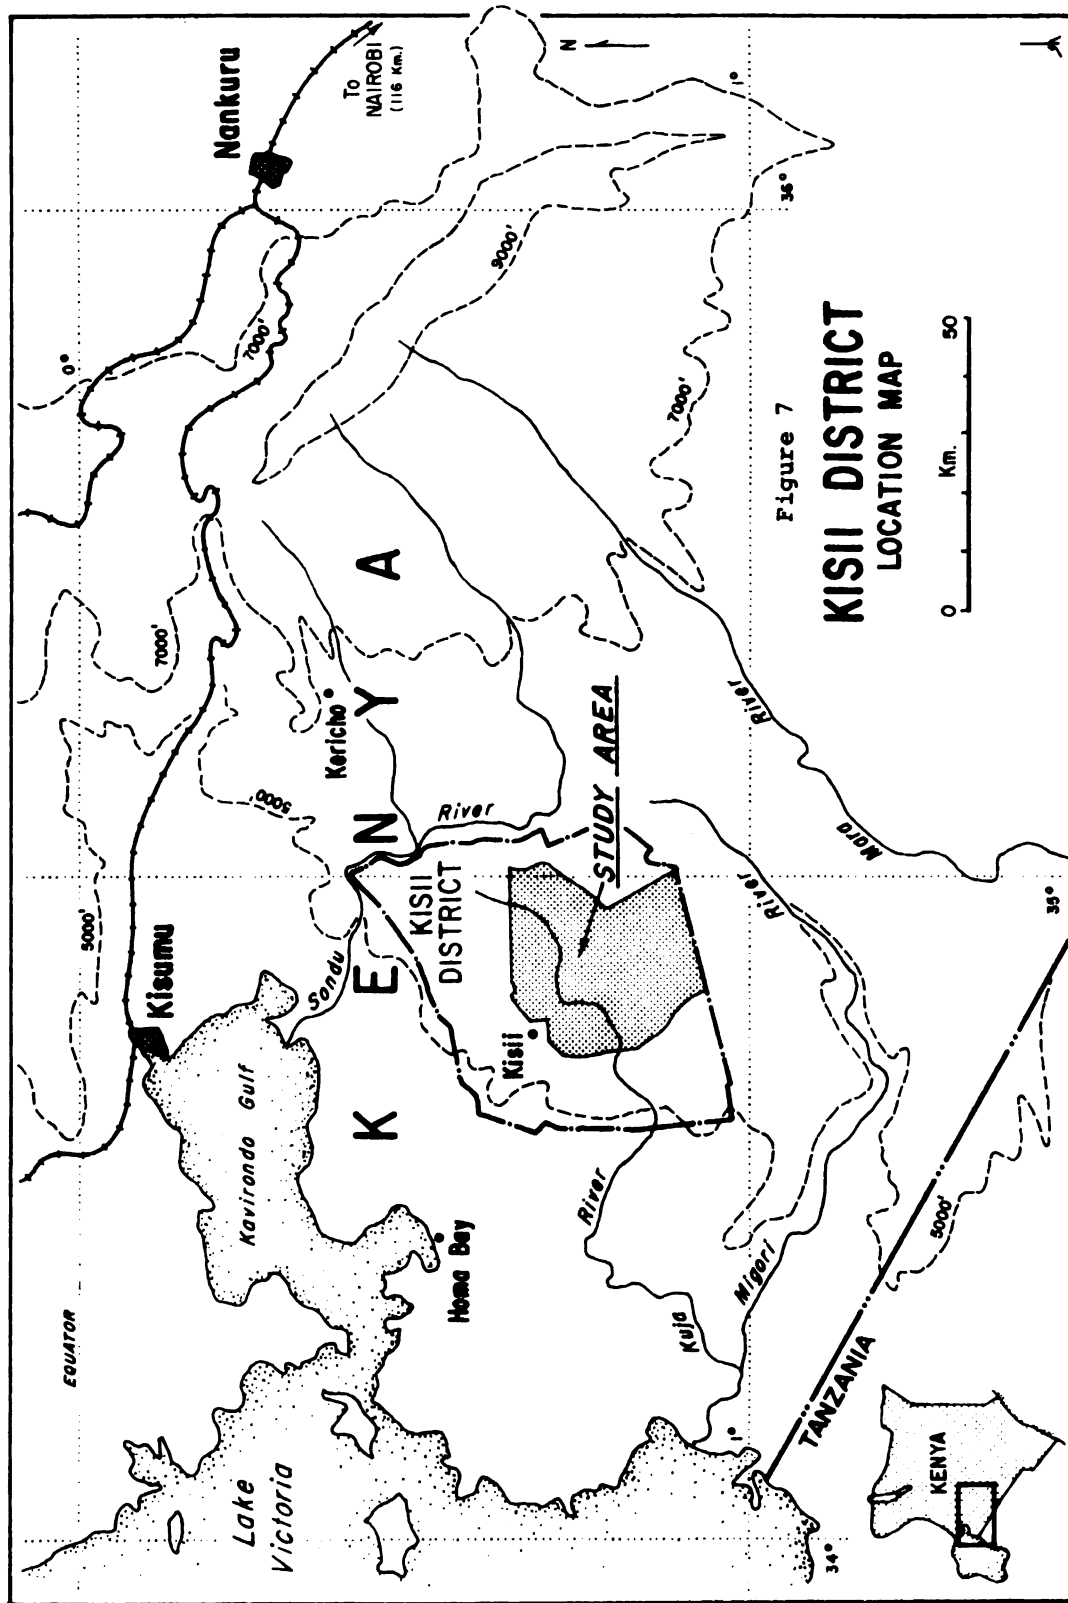 EQUATOR
0°
Lake
Victoria
Kavirondo Gulf
Kisumu
5000'
7000'
7000'
Nankuru
To
NAIROBI
(116 Km.)
N
Homa Bay
Sondu
5000'
Kericho
River
K E N Y A
KISII
DISTRICT
Kisii
STUDY AREA
9000'
7000'
River
Kuja
Migori
River
River
Mara
1°
1°
TANZANIA
5000'
34°
35°
36°
KENYA
Figure 7
KISII DISTRICT
LOCATION MAP
0 Km. 50